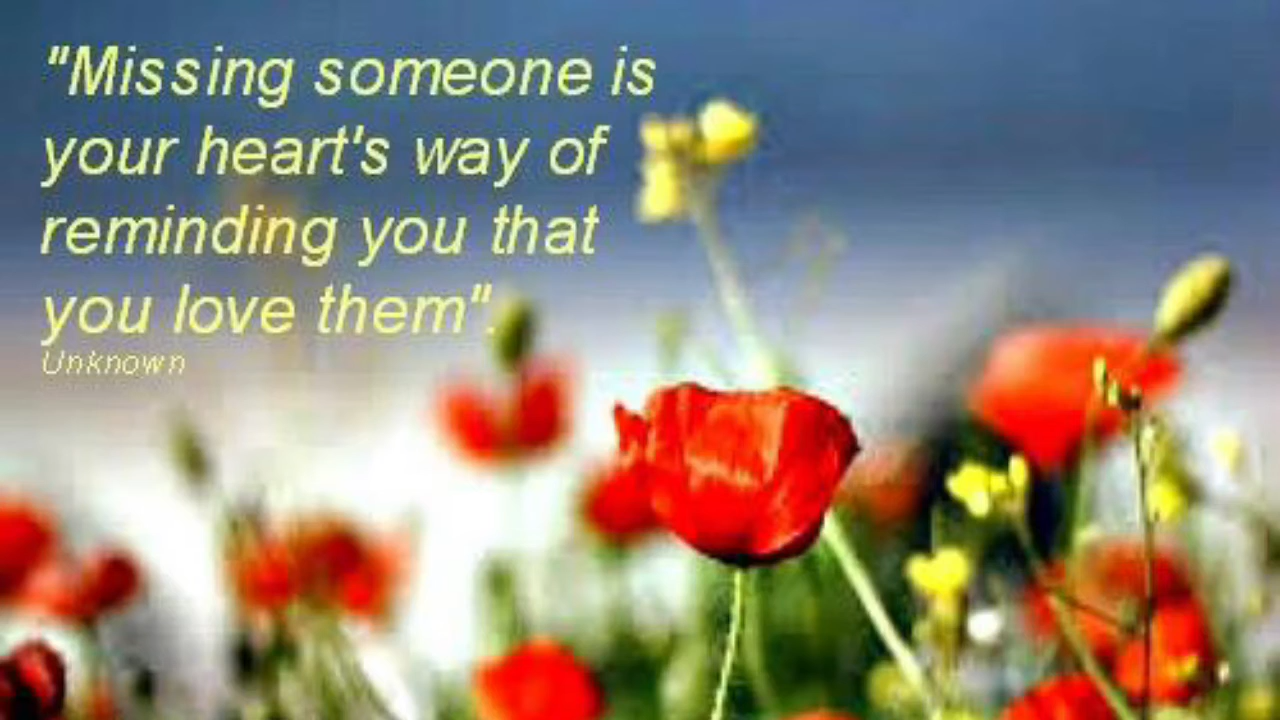 "Missing someone is
your heart's way of
reminding you that
you love them".
Unknown